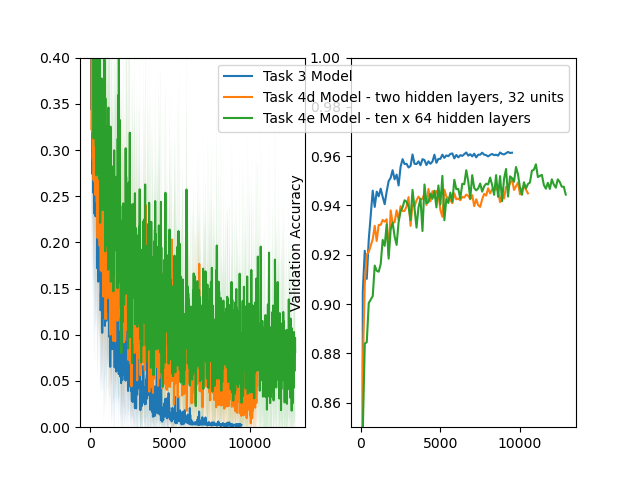 0.40
0.35
0.30
0.25
0.20
0.15
0.10
0.05
0.00
0 5000 10000
Validation Accuracy
1.00
0.98
0.96
0.94
0.92
0.90
0.88
0.86
0 5000 10000
Task 3 Model
Task 4d Model - two hidden layers, 32 units
Task 4e Model - ten x 64 hidden layers